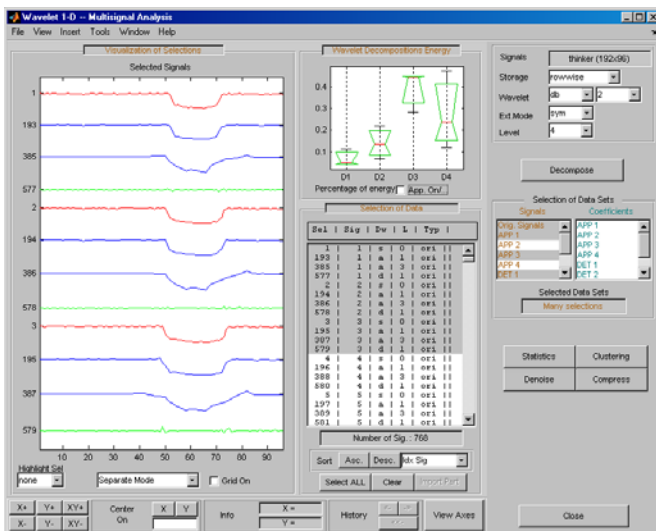 Wavelet 1-D -- Multisignal Analysis
File View Insert Tools Window Help
Visualization of Selections
Selected Signals
1
193
385
577
2
194
386
578
3
195
387
579
10 20 30 40 50 60 70 80 90
Highlight Sel
none
Separate Mode
Grid On
Wavelet Decompositions Energy
0.4
0.3
0.2
0.1
D1 D2 D3 D4
Percentage of energy App. On/..
Selection of Data
Sel | Sig | Dw | L | Typ |
1 | 1 | s | 0 | ori ||
193 | 1 | a | 1 | ori ||
385 | 1 | a | 3 | ori ||
577 | 1 | d | 1 | ori ||
2 | 2 | s | 0 | ori ||
194 | 2 | a | 1 | ori ||
386 | 2 | a | 3 | ori ||
578 | 2 | d | 1 | ori ||
3 | 3 | s | 0 | ori ||
195 | 3 | a | 1 | ori ||
387 | 3 | a | 3 | ori ||
579 | 3 | d | 1 | ori ||
4 | 4 | s | 0 | ori ||
196 | 4 | a | 1 | ori ||
388 | 4 | a | 3 | ori ||
580 | 4 | d | 1 | ori ||
5 | 5 | s | 0 | ori ||
197 | 5 | a | 1 | ori ||
389 | 5 | a | 3 | ori ||
581 | 5 | d | 1 | ori ||
Number of Sig. : 768
Sort Asc. Desc. Idx Sig
Select ALL Clear Import Part.
Signals thinker (192x96)
Storage rowwise
Wavelet db 2
Ext.Mode sym
Level 4
Decompose
Selection of Data Sets
Signals Coefficients
Orig. Signals APP 1
APP 1 APP 2
APP 2 APP 3
APP 3 APP 4
APP 4 DET 1
DET 1 DET 2
Selected Data Sets
Many selections
Statistics Clustering
Denoise Compress
X+ Y+ XY+
X- Y- XY-
Center
On
X Y
Info
X =
Y =
History
View Axes
Close